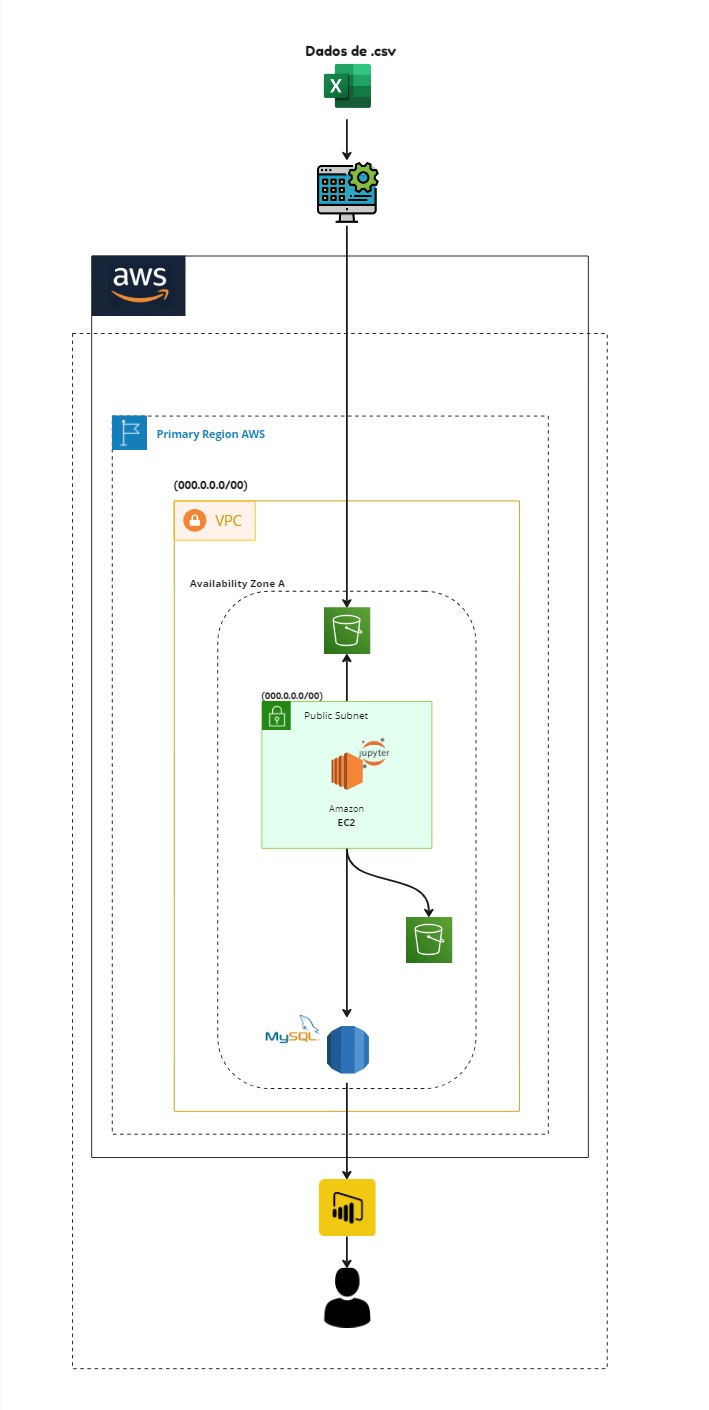 Dados de .csv
X
aws
Primary Region AWS
(000.0.0.0/00)
VPC
Availability Zone A
(000.0.0.0/00)
Public Subnet
jupyter
Amazon
EC2
MySQL